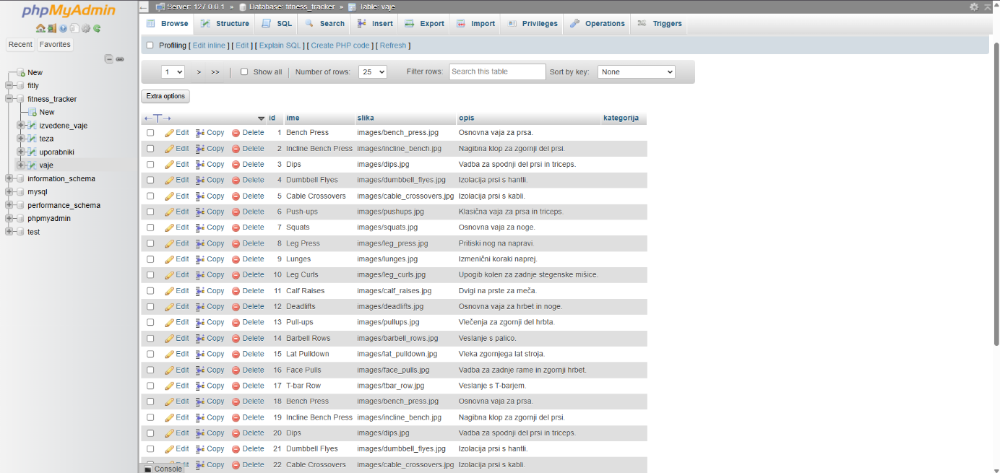 phpMyAdmin
Recent Favorites
New
fitly
fitness_tracker
New
izvedene_vaje
teza
uporabniki
vaje
information_schema
mysql
performance_schema
phpmyadmin
test
Server: 127.0.0.1 » Database: fitness_tracker » Table: vaje
Browse Structure SQL Search Insert Export Import Privileges Operations Triggers
Profiling [ Edit inline ] [ Edit ] [ Explain SQL ] [ Create PHP code ] [ Refresh ]
1 > >> | Show all | Number of rows: 25 Filter rows: Search this table Sort by key: None
Extra options
←T→ id ime slika opis kategorija
Edit Copy Delete 1 Bench Press images/bench_press.jpg Osnovna vaja za prsa.
Edit Copy Delete 2 Incline Bench Press images/incline_bench.jpg Nagibna klop za zgornji del prsi.
Edit Copy Delete 3 Dips images/dips.jpg Vadba za spodnji del prsi in triceps.
Edit Copy Delete 4 Dumbbell Flyes images/dumbbell_flyes.jpg Izolacija prsi s hantli.
Edit Copy Delete 5 Cable Crossovers images/cable_crossovers.jpg Izolacija prsi s kabli.
Edit Copy Delete 6 Push-ups images/pushups.jpg Klasična vaja za prsa in triceps.
Edit Copy Delete 7 Squats images/squats.jpg Osnovna vaja za noge.
Edit Copy Delete 8 Leg Press images/leg_press.jpg Pritiski nog na napravi.
Edit Copy Delete 9 Lunges images/lunges.jpg Izmenični koraki naprej.
Edit Copy Delete 10 Leg Curls images/leg_curls.jpg Upogib kolen za zadnje stegenske mišice.
Edit Copy Delete 11 Calf Raises images/calf_raises.jpg Dvigi na prste za meča.
Edit Copy Delete 12 Deadlifts images/deadlifts.jpg Osnovna vaja za hrbet in noge.
Edit Copy Delete 13 Pull-ups images/pullups.jpg Vlečenja za zgornji del hrbta.
Edit Copy Delete 14 Barbell Rows images/barbell_rows.jpg Veslanje s palico.
Edit Copy Delete 15 Lat Pulldown images/lat_pulldown.jpg Vleka zgornjega lat stroja.
Edit Copy Delete 16 Face Pulls images/face_pulls.jpg Vadba za zadnje rame in zgornji hrbet.
Edit Copy Delete 17 T-bar Row images/tbar_row.jpg Veslanje s T-barjem.
Edit Copy Delete 18 Bench Press images/bench_press.jpg Osnovna vaja za prsa.
Edit Copy Delete 19 Incline Bench Press images/incline_bench.jpg Nagibna klop za zgornji del prsi.
Edit Copy Delete 20 Dips images/dips.jpg Vadba za spodnji del prsi in triceps.
Edit Copy Delete 21 Dumbbell Flyes images/dumbbell_flyes.jpg Izolacija prsi s hantli.
Copy Delete 22 Cable Crossovers images/cable_crossovers.jpg Izolacija prsi s kabli.
Console